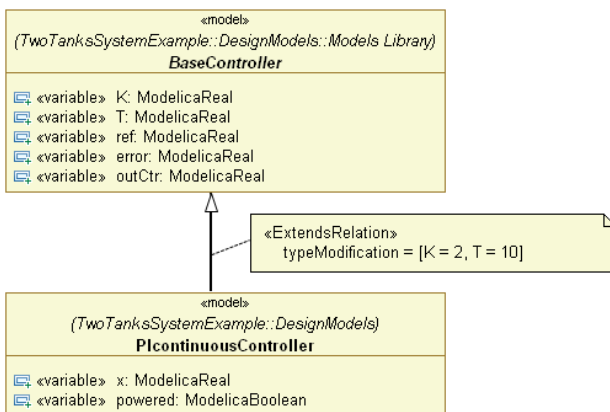 «model»
(TwoTanksSystemExample::DesignModels::Models Library)
BaseController
«variable» K: ModelicaReal
«variable» T: ModelicaReal
«variable» ref: ModelicaReal
«variable» error: ModelicaReal
«variable» outCtr: ModelicaReal
«ExtendsRelation»
typeModification = [K = 2, T = 10]
«model»
(TwoTanksSystemExample::DesignModels)
PIcontinuousController
«variable» x: ModelicaReal
«variable» powered: ModelicaBoolean